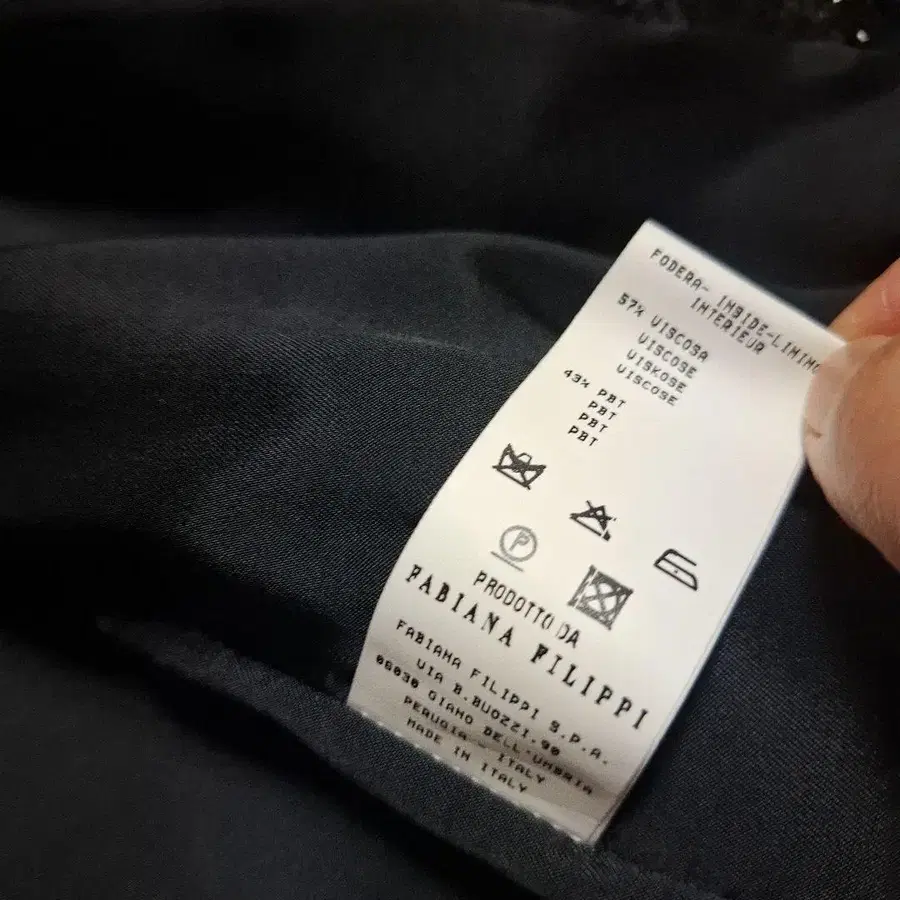 FODERA- INSIDE-LINING
INTERIEUR
57% VISCOSA
VISCOSE
VISKOSE
VISCOSE
43% PBT
PBT
PBT
PBT
P
PRODOTTO DA
FABIANA FILIPPI
FABIANA FILIPPI S.P.A.
VIA B.BUOZZI.90
06030 GIANO DELL'UMBRIA
PERUGIA - ITALY
MADE IN ITALY